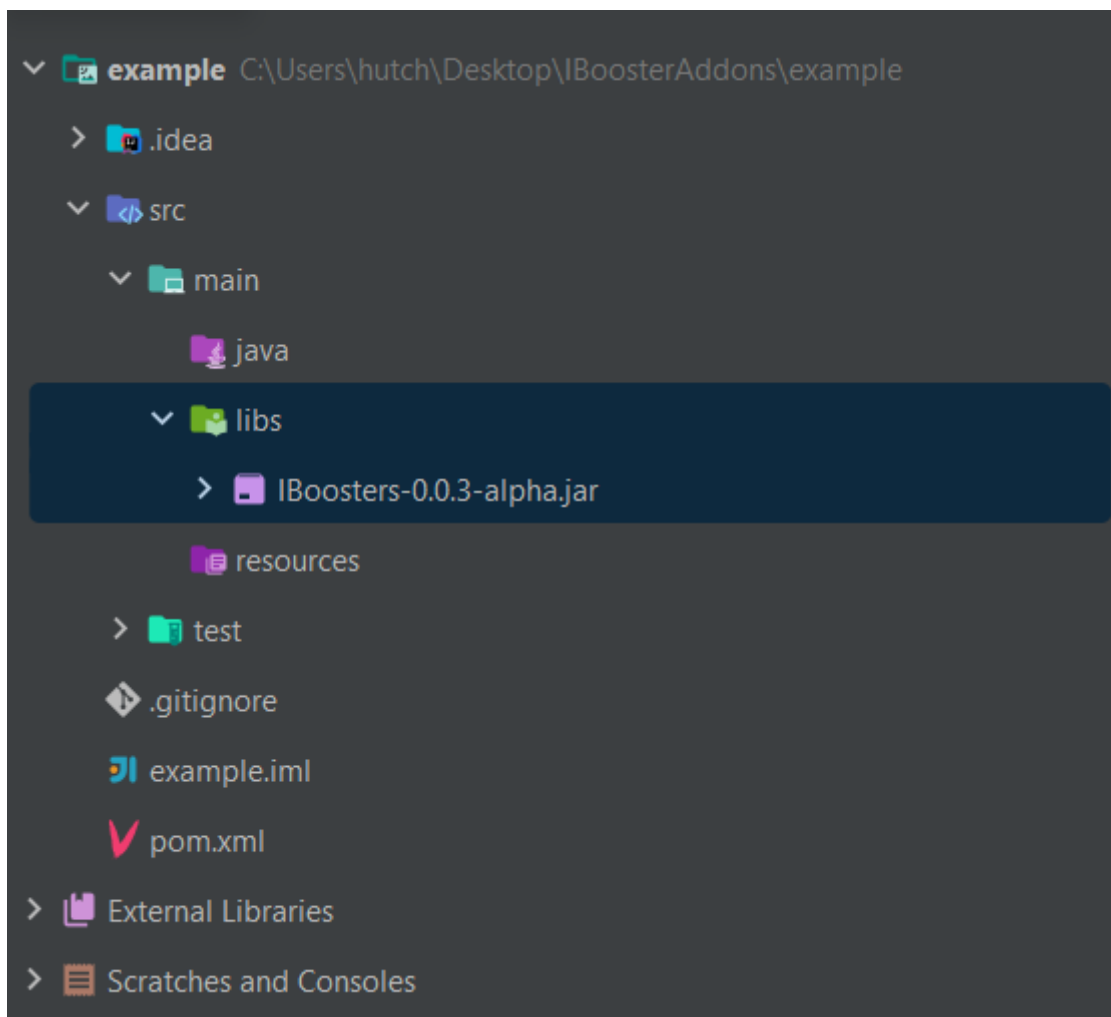 example C:\Users\hutch\Desktop\IBoosterAddons\example
.idea
src
main
java
libs
IBoosters-0.0.3-alpha.jar
resources
test
.gitignore
example.iml
pom.xml
External Libraries
Scratches and Consoles